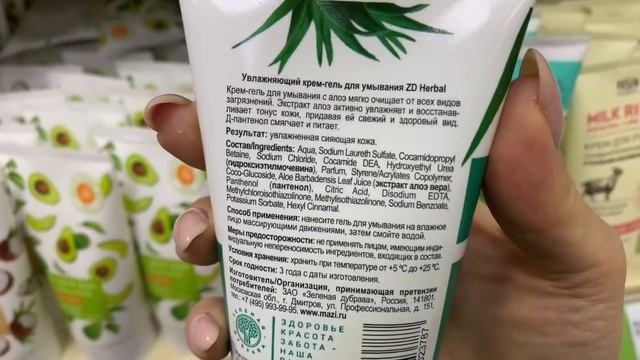 Увлажняющий крем-гель для умывания ZD Herbal
Крем-гель для умывания с алоэ мягко очищает от всех видов
загрязнений. Экстракт алоэ активно увлажняет и восстанав-
ливает тонус кожи, придавая ей свежий и здоровый вид.
Д-пантенол смягчает и питает.
Результат: увлажненная сияющая кожа.
Состав/Ingredients: Aqua, Sodium Laureth Sulfate, Cocamidopropyl
Betaine, Sodium Chloride, Cocamide DEA, Hydroxyethyl Urea
(гидроксиэтилмочевина), Parfum, Styrene/Acrylates Copolymer,
Coco-Glucoside, Aloe Barbadensis Leaf Juice (экстракт алоэ вера),
Panthenol (пантенол), Citric Acid, Disodium EDTA,
Methylchloroisothiazolinone, Methylisothiazolinone, Sodium Benzoate,
Potassium Sorbate, Hexyl Cinnamal.
Способ применения: нанесите гель для умывания на влажное
лицо массирующими движениями, затем смойте водой.
Меры предосторожности: не применять лицам, имеющим инди-
видуальную непереносимость ингредиентов, входящих в состав.
Условия хранения: хранить при температуре от +5 °C до +25 °C.
Срок годности: 3 года с даты изготовления.
Изготовитель/Организация, принимающая претензии
потребителей: ЗАО «Зеленая дубрава», Россия, 141801,
Московская обл., г. Дмитров, ул. Профессиональная, д. 151,
тел.: +7 (495) 993-99-95, www.mazi.ru
ЗДОРОВЬЕ
КРАСОТА
ЗАБОТА -
НАША
23787
MILK